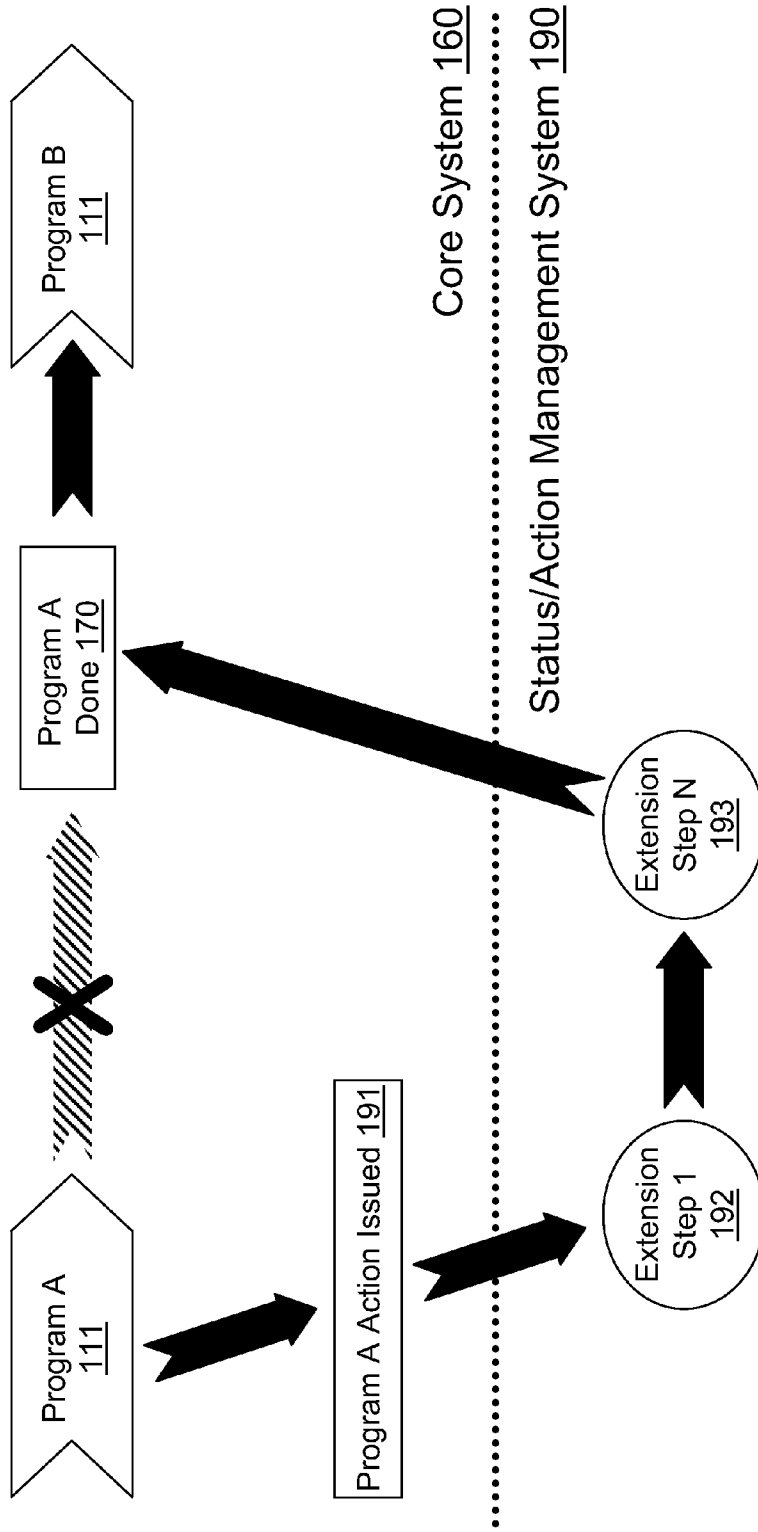 Program A
111
Program A
Done 170
Program B
111
Program A Action Issued 191
Core System 160
Status/Action Management System 190
Extension
Step 1
192
Extension
Step N
193